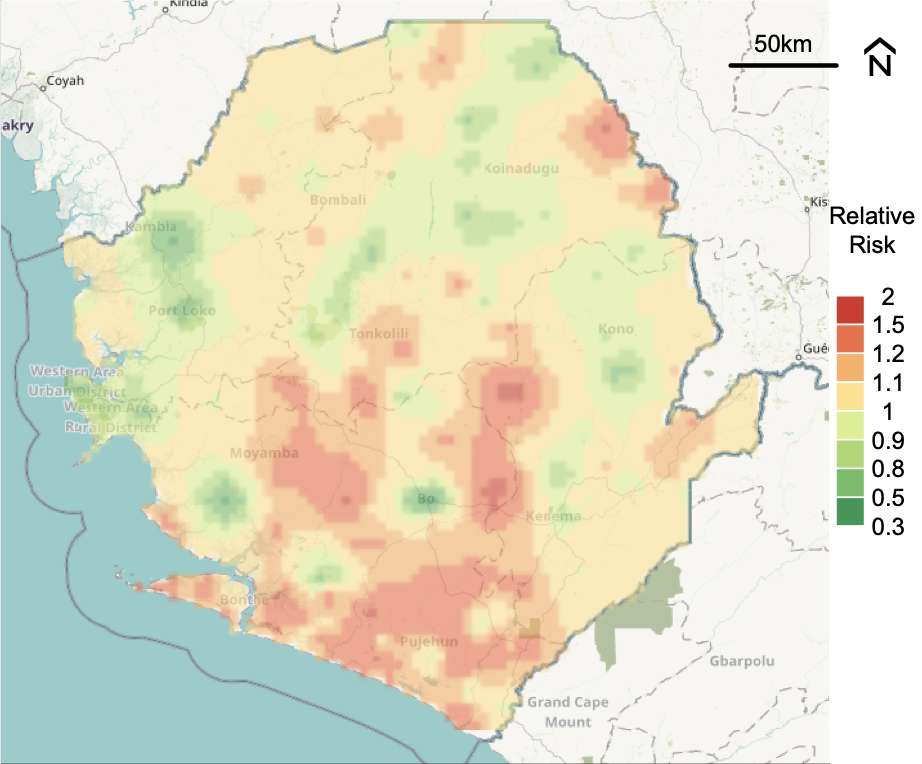 Kindia
50km
N
Coyah
akry
Koinadugu
Kis
Bombali
Relative
Risk
Kambia
2
Port Loko
1.5
Tonkolili
Kono
1.2
Gué
Western Area
Urban District
1.1
Western Area
Rural District
1
0.9
Moyamba
0.8
Bo
0.5
Kenema
0.3
Bonthe
Pujehun
Gbarpolu
Grand Cape
Mount